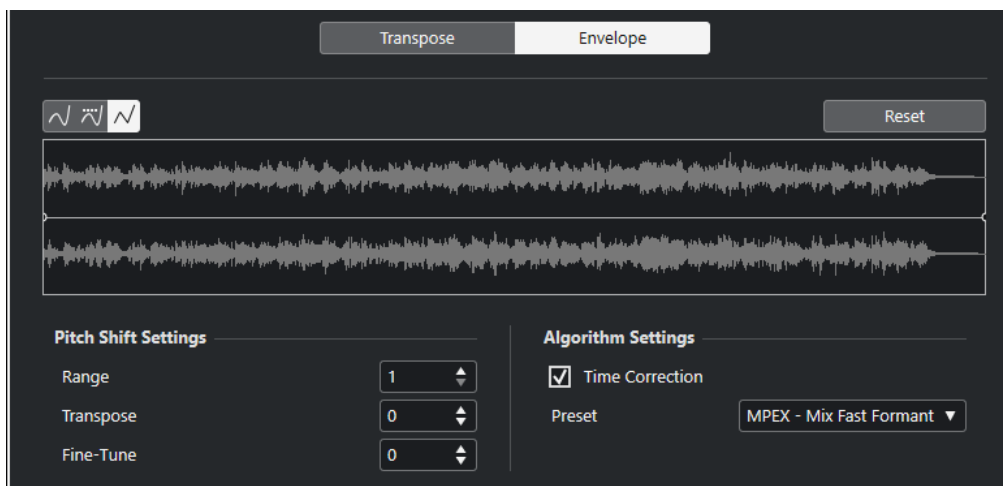 Transpose Envelope
Reset
Pitch Shift Settings
Range 1
Transpose 0
Fine-Tune 0
Algorithm Settings
Time Correction
Preset MPEX - Mix Fast Formant